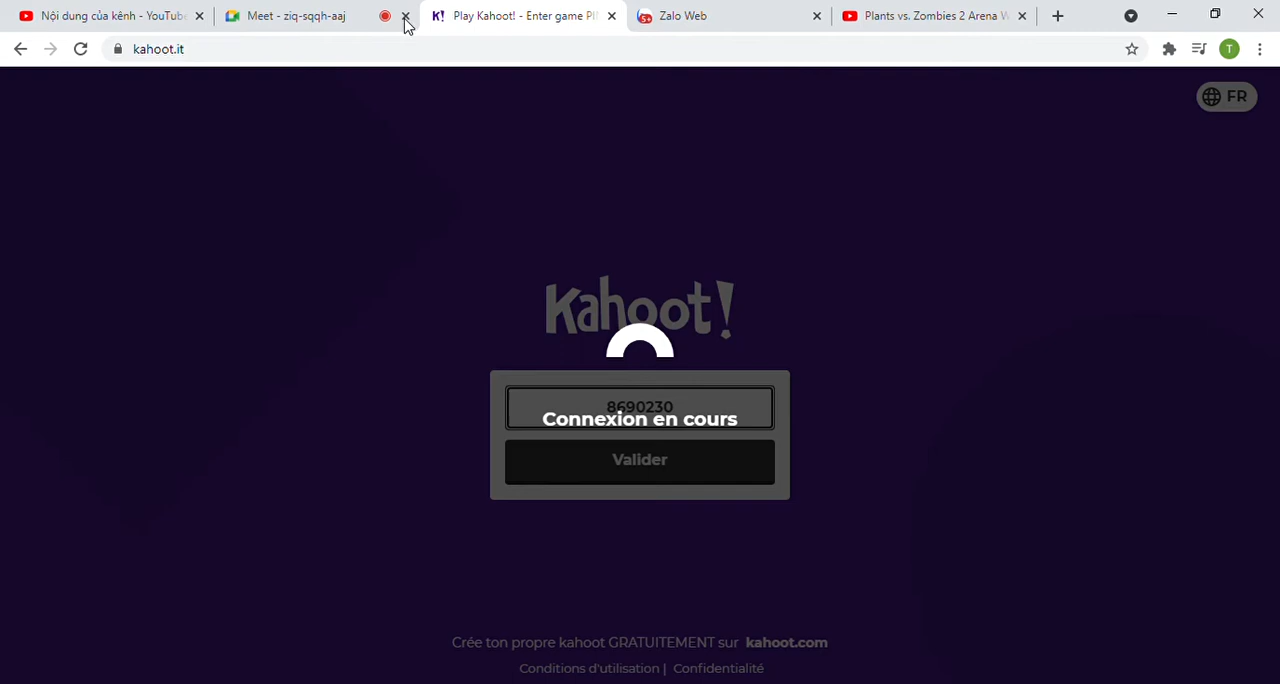 Nội dung của kênh - YouTube
Meet - ziq-sqqh-aaj
K!
Play Kahoot! - Enter game PI
5+
Zalo Web
Plants vs. Zombies 2 Arena
kahoot.it
T
FR
Kahoot!
8690230
Connexion en cours
Valider
Crée ton propre kahoot GRATUITEMENT sur kahoot.com
Conditions d'utilisation | Confidentialité